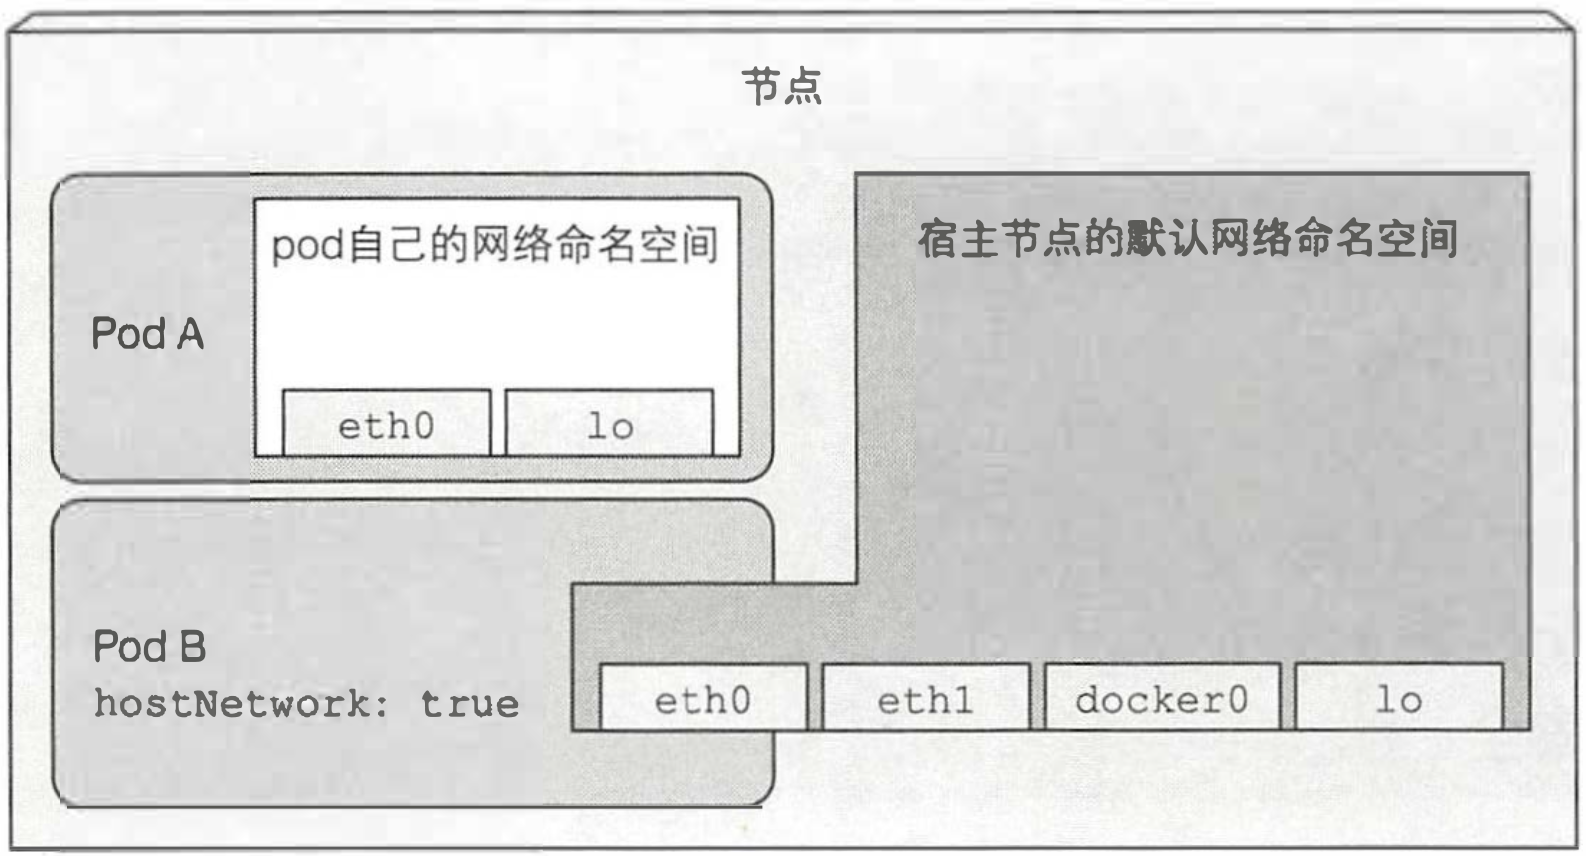 节点
pod自己的网络命名空间
Pod A
eth0
lo
宿主节点的默认网络命名空间
Pod B
hostNetwork: true
eth0
eth1
docker0
lo